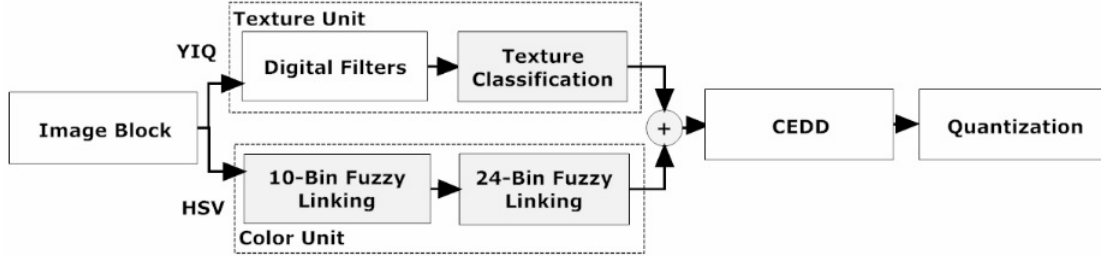 Texture Unit
YIQ
Digital Filters
Texture
Classification
Image Block
+
CEDD
Quantization
10-Bin Fuzzy
Linking
24-Bin Fuzzy
Linking
HSV
Color Unit